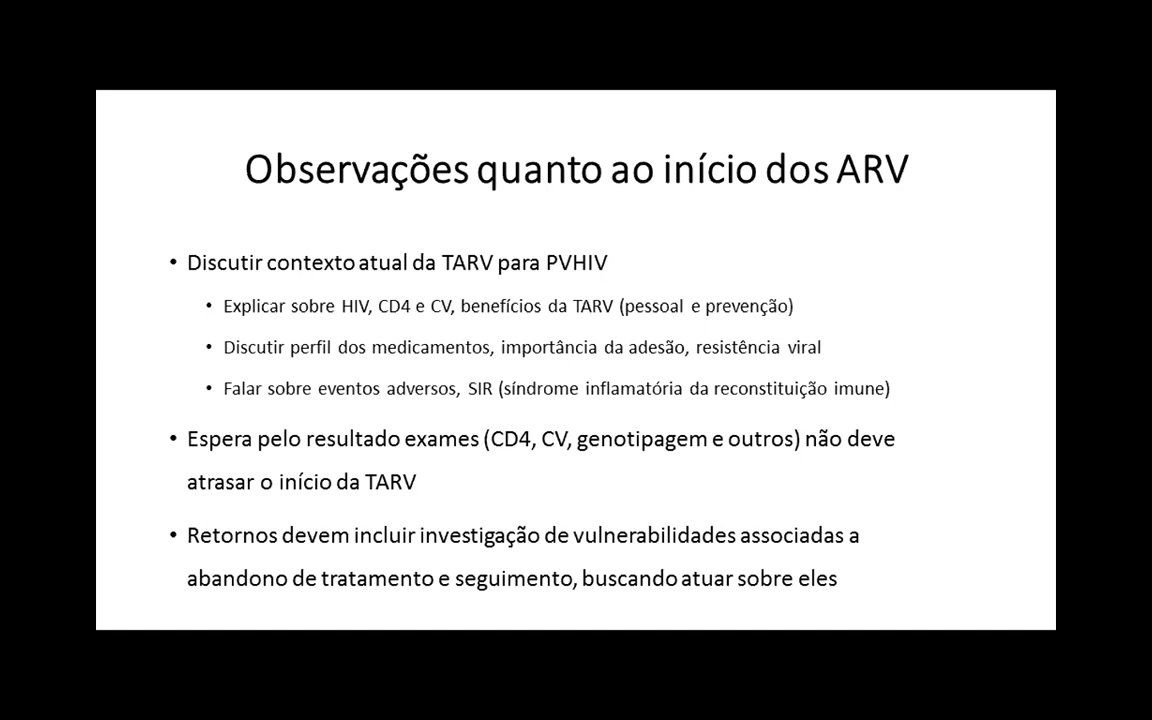 Observações quanto ao início dos ARV
• Discutir contexto atual da TARV para PVHIV
• Explicar sobre HIV, CD4 e CV, benefícios da TARV (pessoal e prevenção)
• Discutir perfil dos medicamentos, importância da adesão, resistência viral
• Falar sobre eventos adversos, SIR (síndrome inflamatória da reconstituição imune)
• Espera pelo resultado exames (CD4, CV, genotipagem e outros) não deve
atrasar o início da TARV
• Retornos devem incluir investigação de vulnerabilidades associadas a
abandono de tratamento e seguimento, buscando atuar sobre eles